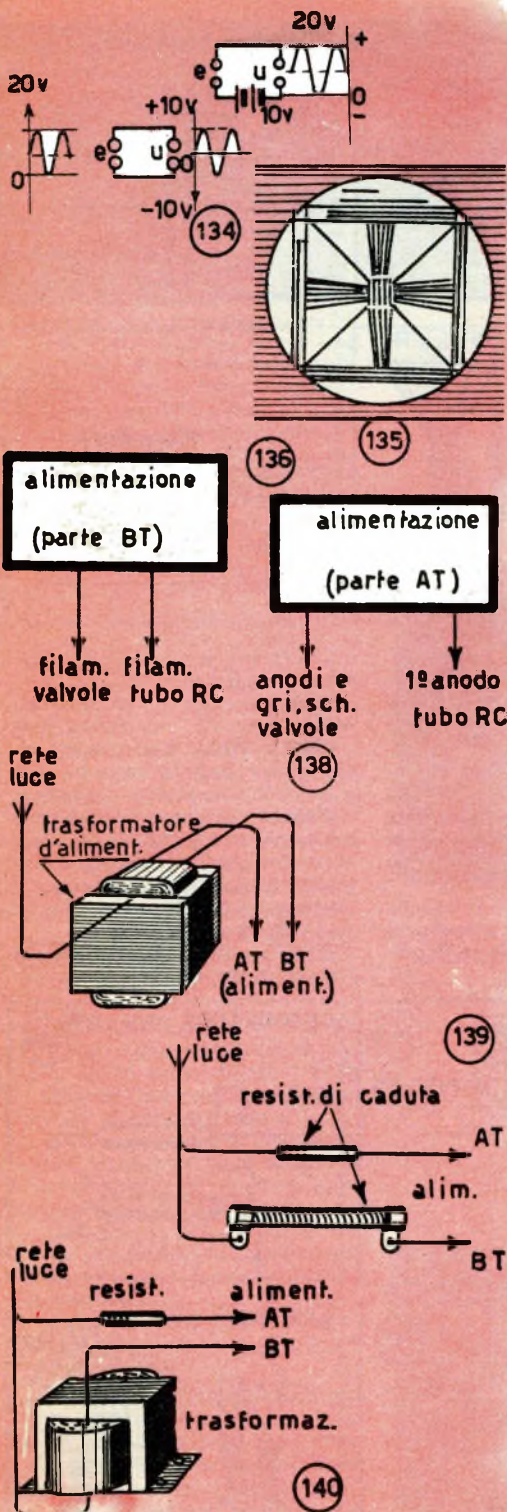 20v
+
e
u
0
10v
-
20v
0
e
u
+10v
0
-10v
134
135
136
alimentazione
(parte BT)
filam.
valvole
filam.
tubo RC
alimentazione
(parte AT)
anodi e
gri.sch.
valvole
1º anodo
tubo RC
138
rete
luce
trasformatore
d'aliment.
AT BT
(aliment.)
139
rete
luce
resist. di caduta
AT
alim.
BT
rete
luce
resist.
aliment.
AT
BT
trasformaz.
140